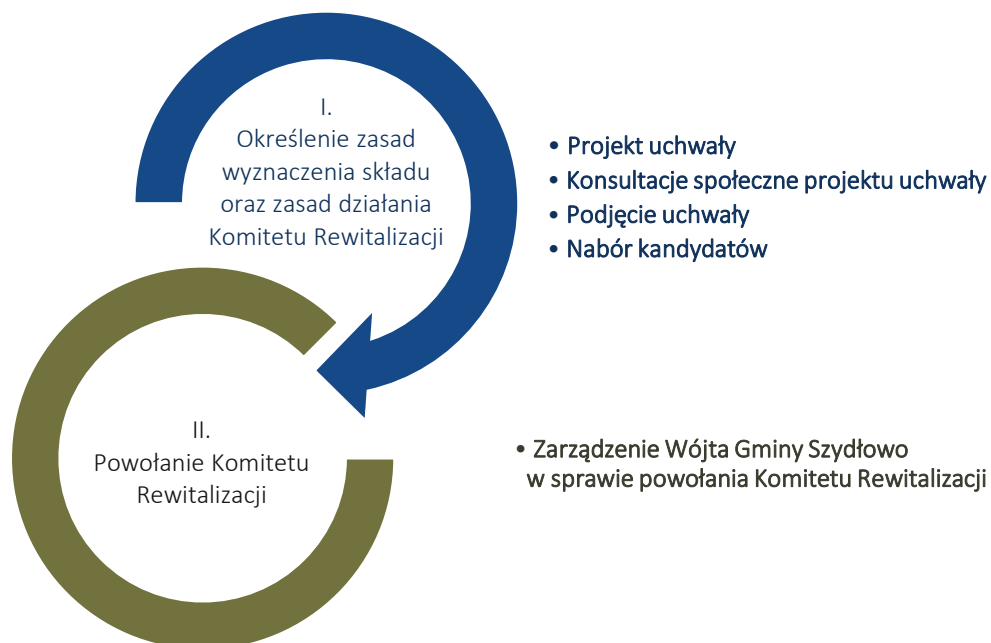 I.
Określenie zasad
wyznaczenia składu
oraz zasad działania
Komitetu Rewitalizacji
• Projekt uchwały
• Konsultacje społeczne projektu uchwały
• Podjęcie uchwały
• Nabór kandydatów
II.
Powołanie Komitetu
Rewitalizacji
• Zarządzenie Wójta Gminy Szydłowo
w sprawie powołania Komitetu Rewitalizacji